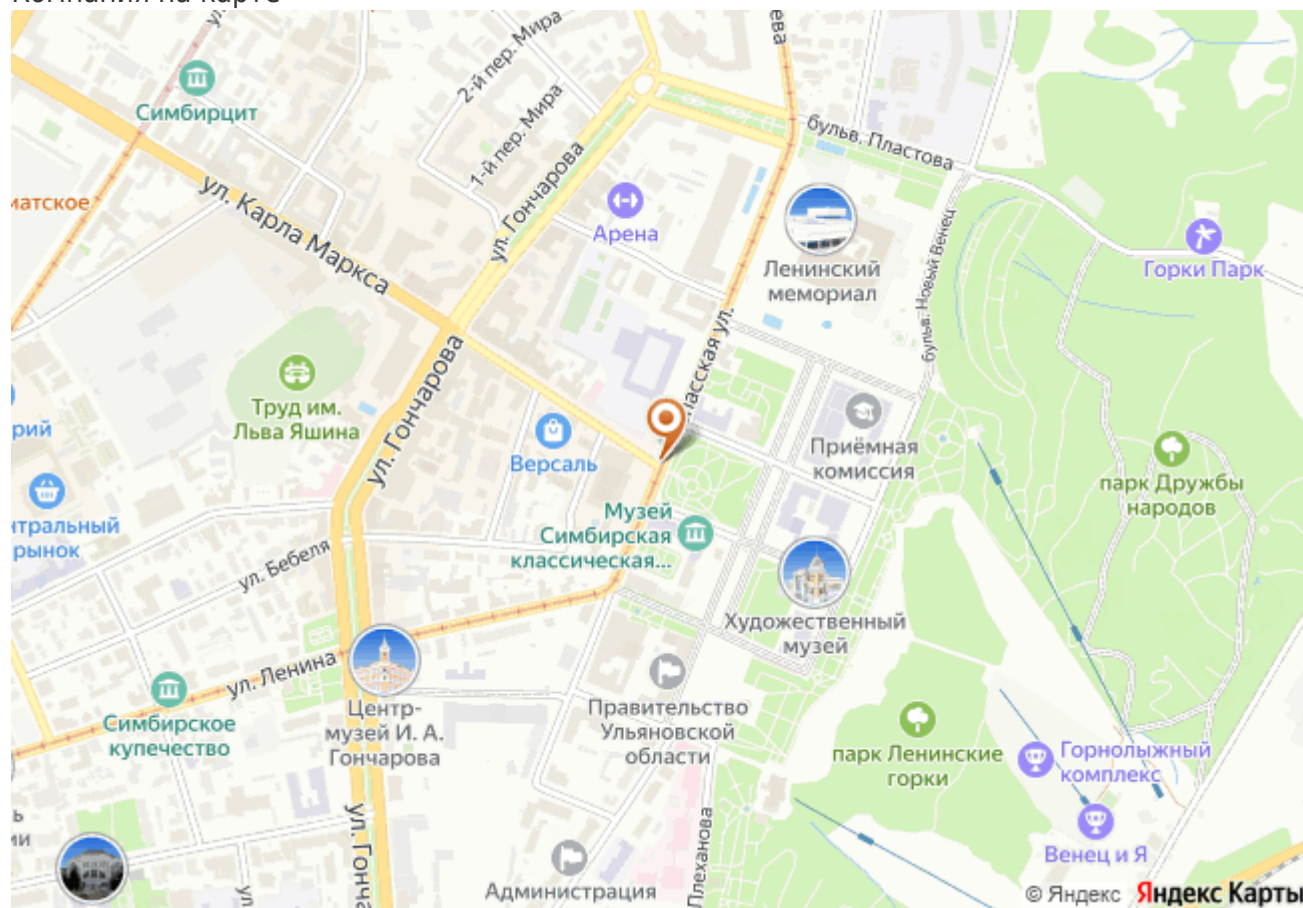 Компания на карте
2-й пер. Мира
1-й пер. Мира
Симбирцит
бульв. Пластова
ул. Гончарова
ул. Карла Маркса
Арена
Ленинский
мемориал
бульв. Новый Венец
Горки Парк
Труд им.
Льва Яшина
ул. Гончарова
Версаль
Приёмная
комиссия
парк Дружбы
народов
рынок
ул. Бебеля
Музей
Симбирская
классическая...
Художественный
музей
ул. Ленина
Симбирское
купечество
Центр-
музей И. А.
Гончарова
Правительство
Ульяновской
области
парк Ленинские
горки
Горнолыжный
комплекс
Венец и Я
Администрация
Плеханова
© Яндекс Яндекс Карты